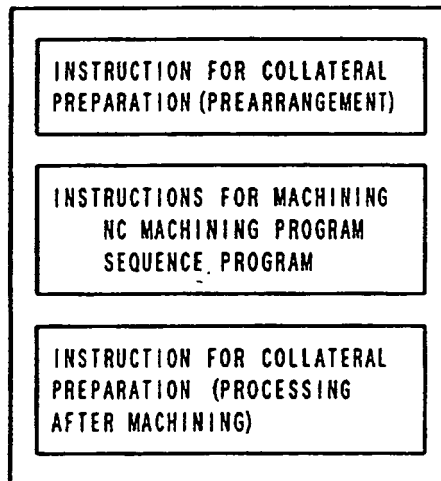 INSTRUCTION FOR COLLATERAL
PREPARATION (PREARRANGEMENT)
INSTRUCTIONS FOR MACHINING
NC MACHINING PROGRAM
SEQUENCE PROGRAM
INSTRUCTION FOR COLLATERAL
PREPARATION (PROCESSING
AFTER MACHINING)